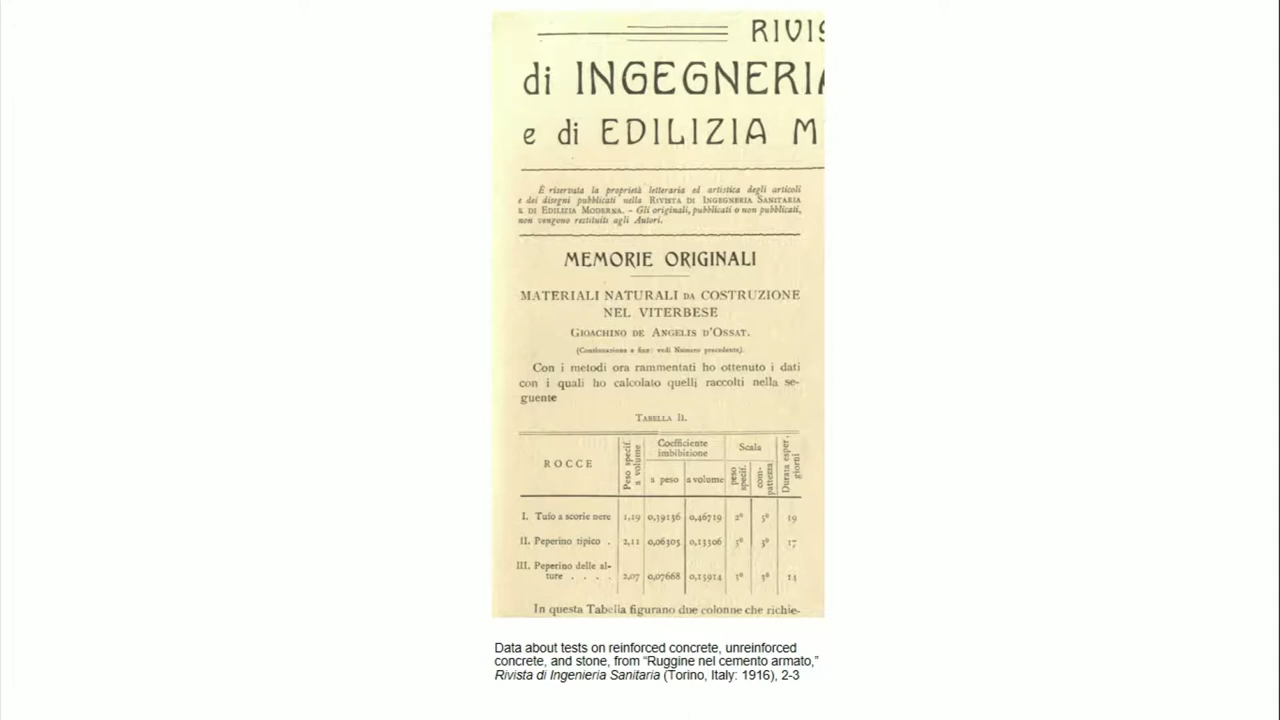 RIVIS
di INGEGNERIA
e di EDILIZIA M
È riservata la proprietà letteraria ed artistica degli articoli
e dei disegni pubblicati nella RIVISTA DI INGEGNERIA SANITARIA
E DI EDILIZIA MODERNA. - Gli originali, pubblicati o non pubblicati,
non vengono restituiti agli Autori.
MEMORIE ORIGINALI
MATERIALI NATURALI DA COSTRUZIONE
NEL VITERBESE
GIOACHINO DE ANGELIS D'OSSAT.
(Continuazione e fine: vedi Numero precedente).
Con i metodi ora rammentati ho ottenuto i dati
con i quali ho calcolato quelli raccolti nella se-
guente
TABELLA II.
ROCCE
Peso specif. a volume
Coefficiente imbibizione
a peso
a volume
Scala
peso specif.
com-pattezza
Durata esper. giorni
I. Tufo a scorie nere 1,19 0,39136 0,46719 2° 5° 19
II. Peperino tipico . 2,11 0,06305 0,13306 5° 3° 17
III. Peperino delle al-
ture . . . . 2,07 0,07668 0,15914 5° 3° 14
In questa Tabella figurano due colonne che richie-
Data about tests on reinforced concrete, unreinforced
concrete, and stone, from “Ruggine nel cemento armato,”
Rivista di Ingenieria Sanitaria (Torino, Italy: 1916), 2-3